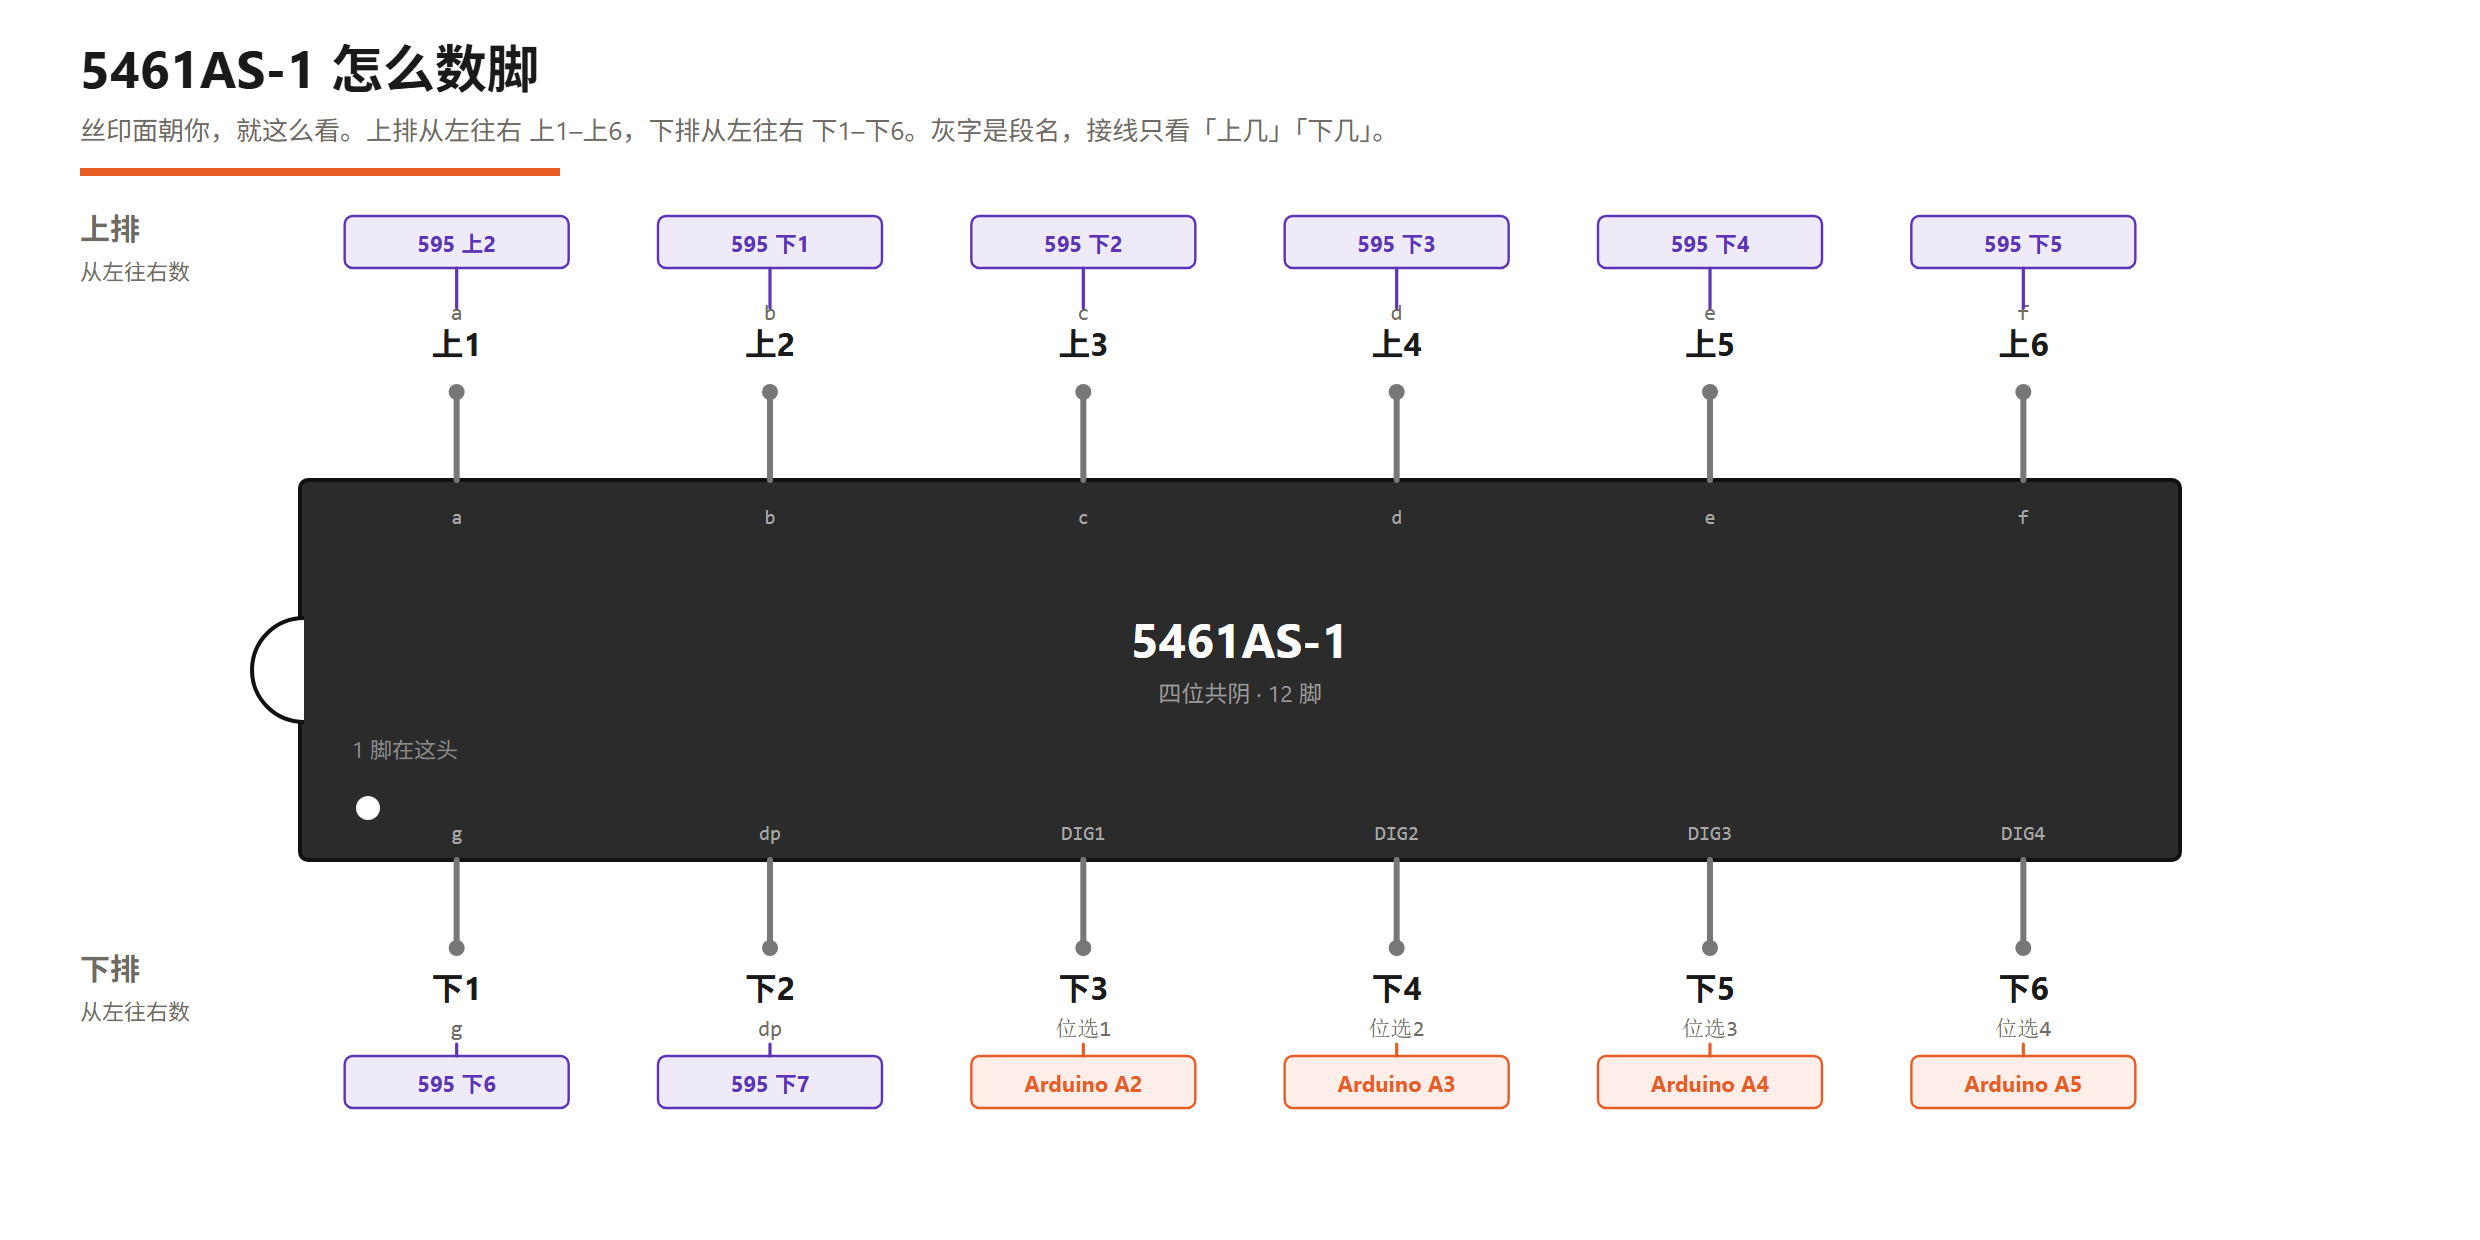 5461AS-1 怎么数脚
丝印面朝你，就这么看。上排从左往右 上1–上6，下排从左往右 下1–下6。灰字是段名，接线只看「上几」「下几」。
上排
从左往右数
595 上2
595 下1
595 下2
595 下3
595 下4
595 下5
a
b
c
d
e
f
上1
上2
上3
上4
上5
上6
a
b
c
d
e
f
5461AS-1
四位共阴 · 12 脚
1 脚在这头
g
dp
DIG1
DIG2
DIG3
DIG4
下排
从左往右数
下1
下2
下3
下4
下5
下6
g
dp
位选1
位选2
位选3
位选4
595 下6
595 下7
Arduino A2
Arduino A3
Arduino A4
Arduino A5